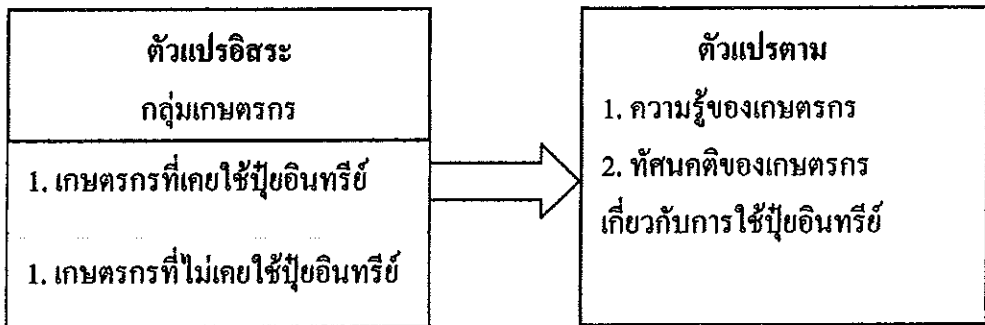 ตัวแปรอิสระ
กลุ่มเกษตรกร
1. เกษตรกรที่เคยใช้ปุ๋ยอินทรีย์
1. เกษตรกรที่ไม่เคยใช้ปุ๋ยอินทรีย์
ตัวแปรตาม
1. ความรู้ของเกษตรกร
2. ทัศนคติของเกษตรกร
เกี่ยวกับการใช้ปุ๋ยอินทรีย์